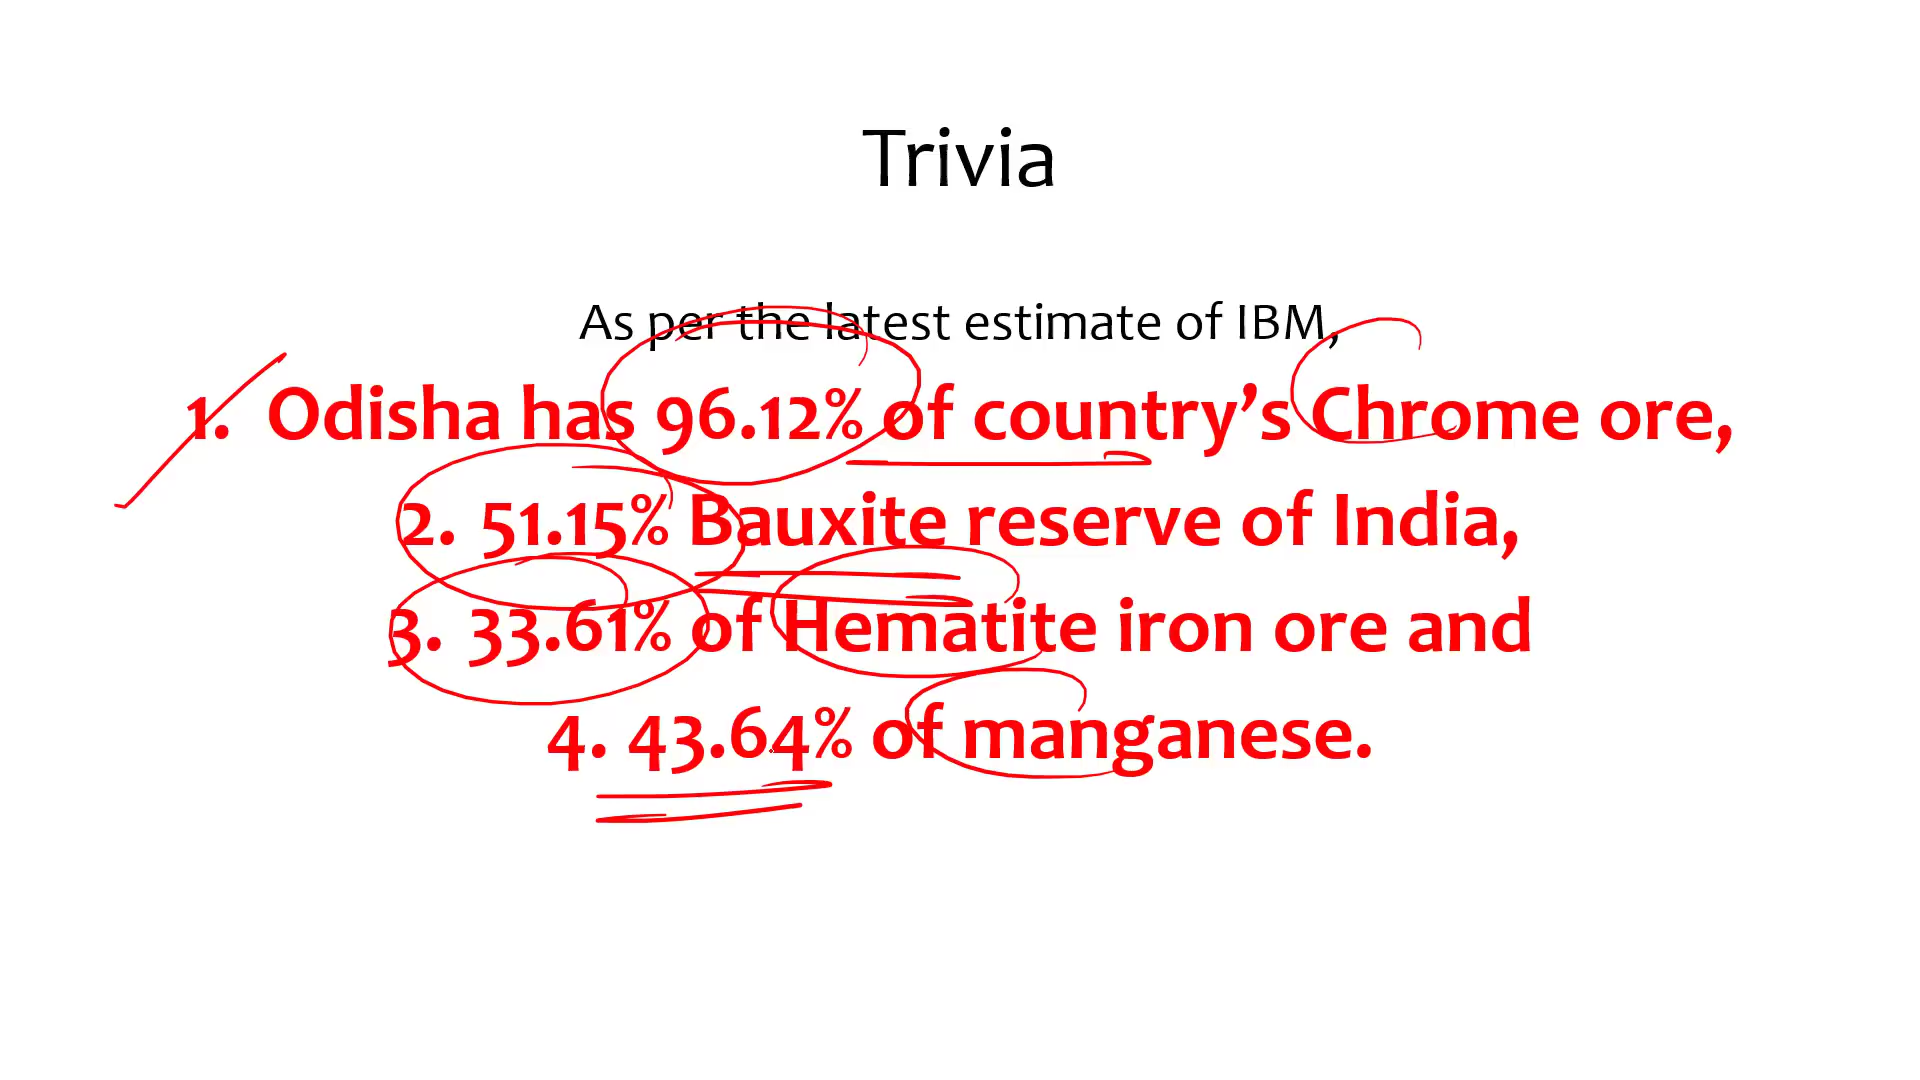 Trivia
As per the latest estimate of IBM,
1. Odisha has 96.12% of country’s Chrome ore,
2. 51.15% Bauxite reserve of India,
3. 33.61% of Hematite iron ore and
4. 43.64% of manganese.